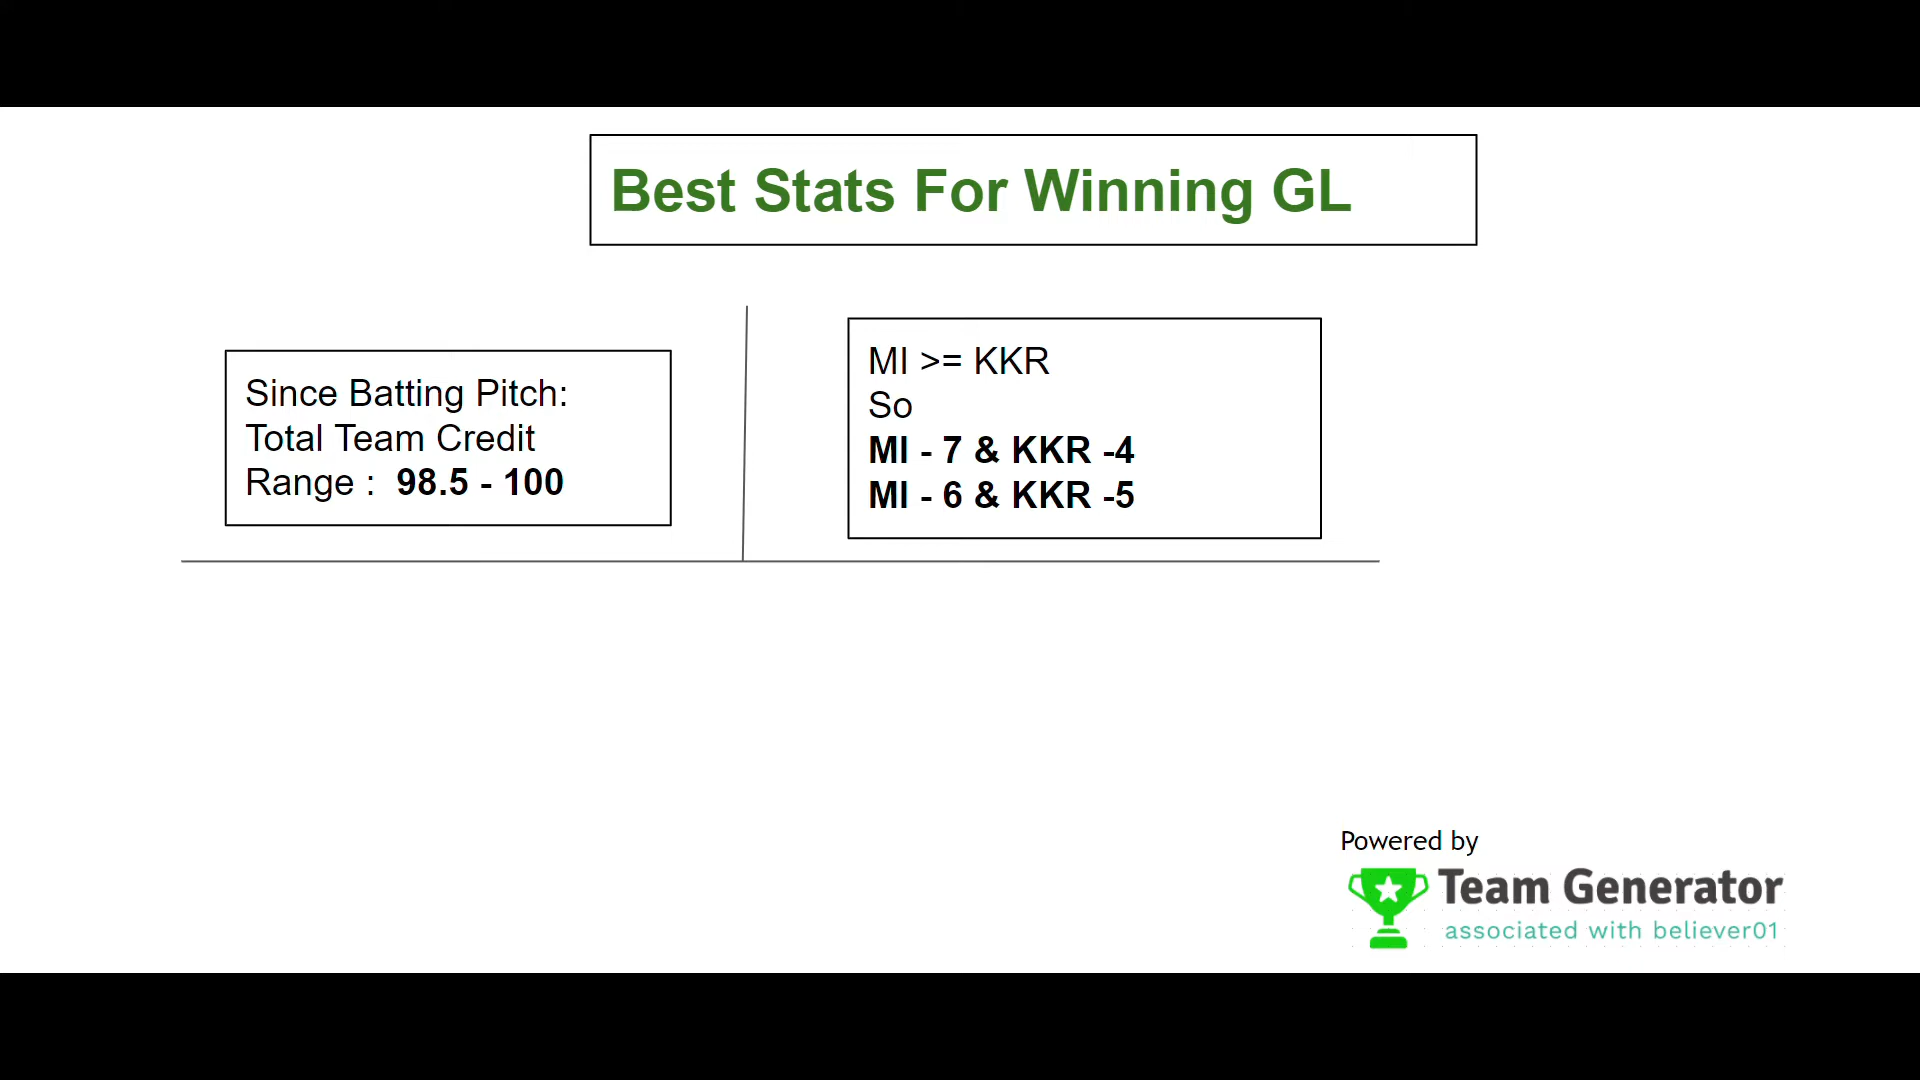 Best Stats For Winning GL
Since Batting Pitch:
Total Team Credit
Range : 98.5 - 100
MI >= KKR
So
MI - 7 & KKR -4
MI - 6 & KKR -5
Powered by
Team Generator
associated with believer01